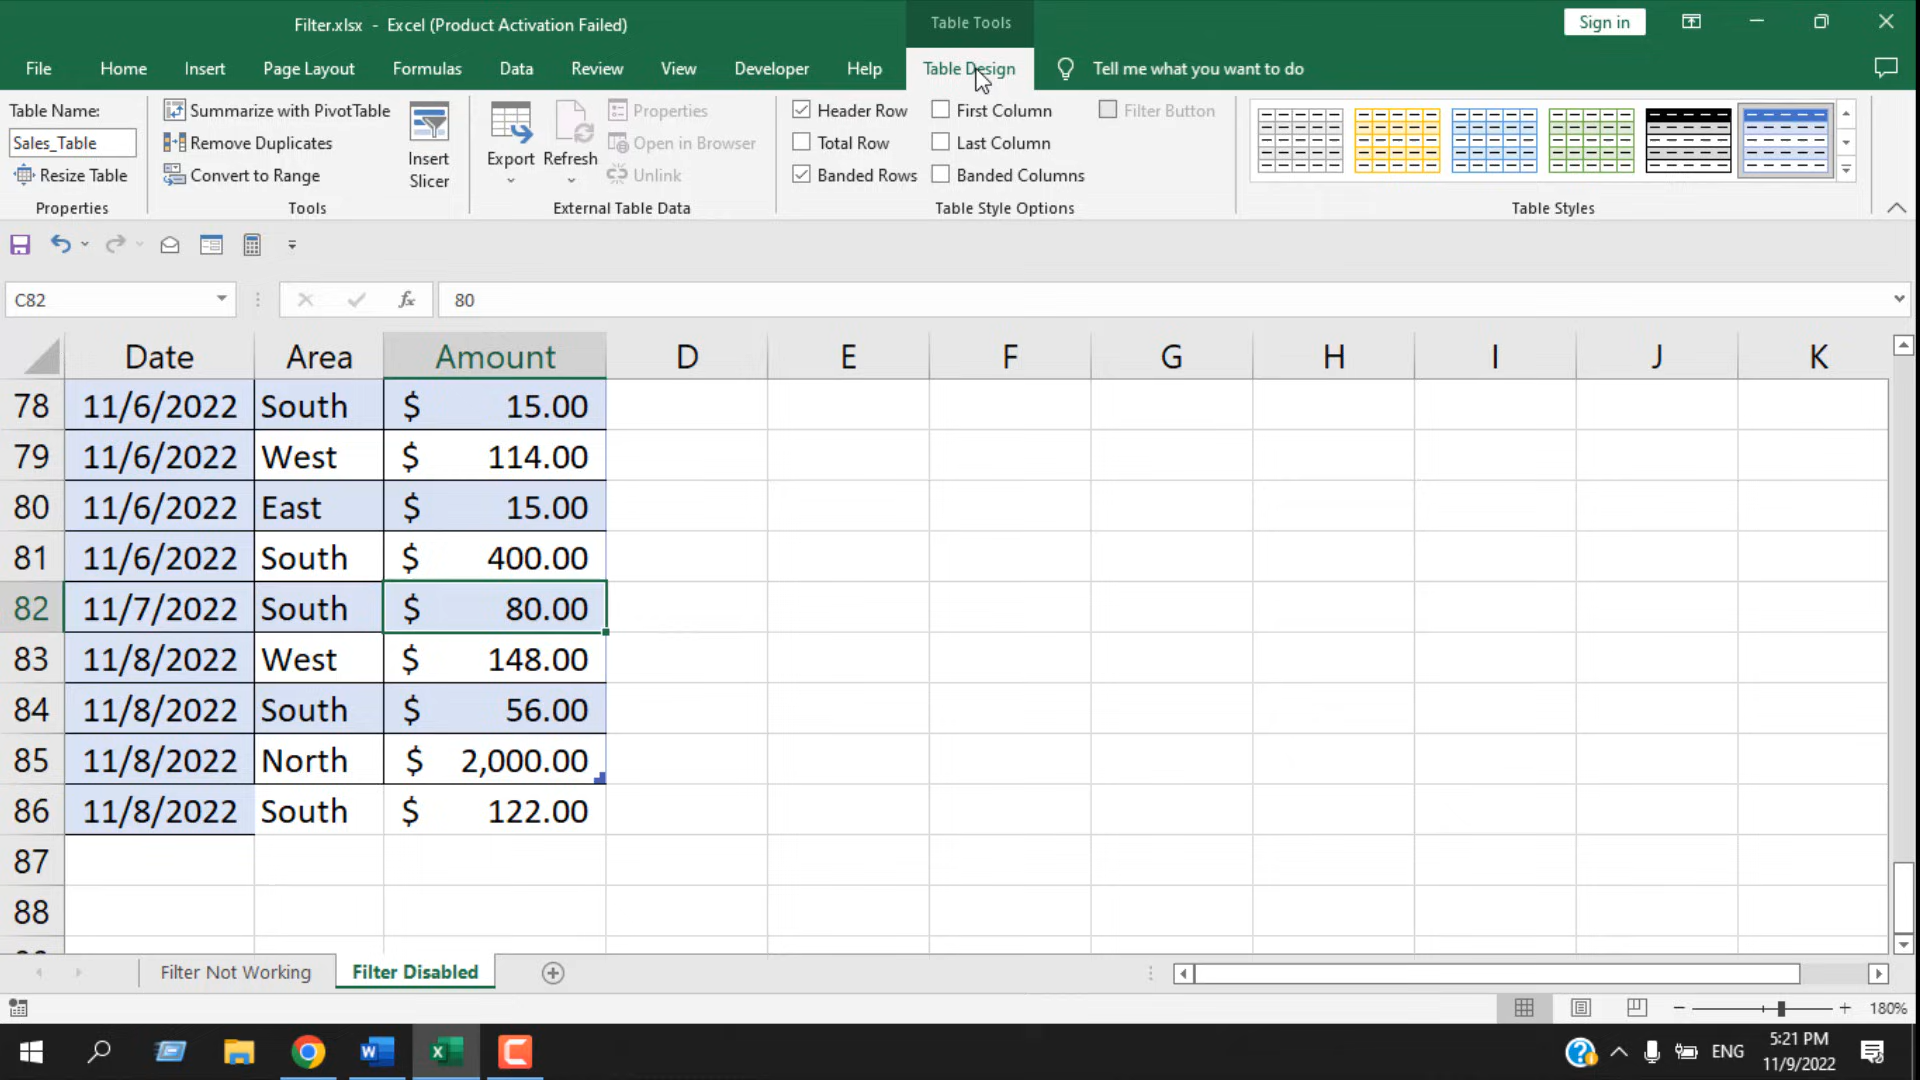 Filter.xlsx - Excel (Product Activation Failed)
Table Tools
Sign in
File Home Insert Page Layout Formulas Data Review View Developer Help Table Design Tell me what you want to do
Table Name:
Sales_Table
Resize Table
Properties
Summarize with PivotTable
Remove Duplicates
Convert to Range
Insert
Slicer
Tools
Export
Refresh
Properties
Open in Browser
Unlink
External Table Data
Header Row
Total Row
Banded Rows
First Column
Last Column
Banded Columns
Filter Button
Table Style Options
Table Styles
C82 fx 80
Date Area Amount D E F G H I J K
78 11/6/2022 South $ 15.00
79 11/6/2022 West $ 114.00
80 11/6/2022 East $ 15.00
81 11/6/2022 South $ 400.00
82 11/7/2022 South $ 80.00
83 11/8/2022 West $ 148.00
84 11/8/2022 South $ 56.00
85 11/8/2022 North $ 2,000.00
86 11/8/2022 South $ 122.00
87
88
Filter Not Working Filter Disabled
180%
ENG
5:21 PM
11/9/2022